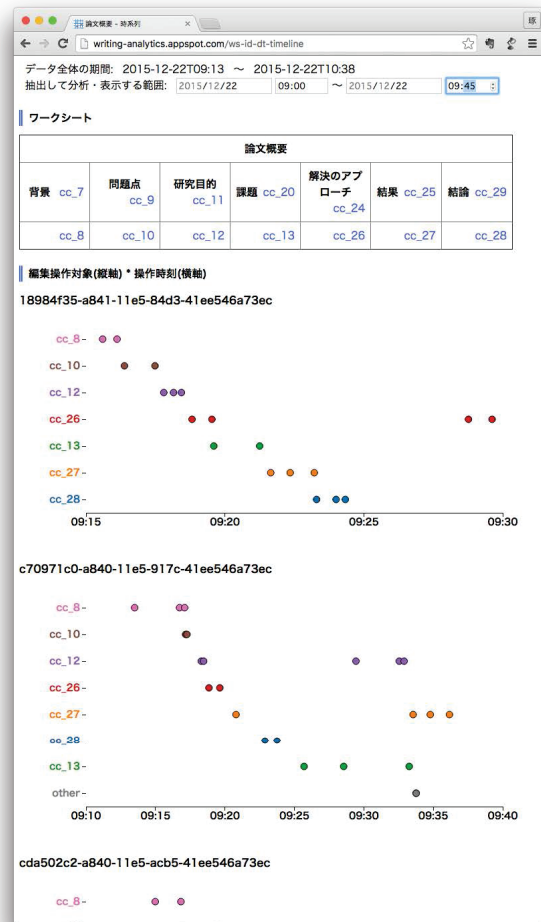 論文概要 - 時系列
琢
writing-analytics.appspot.com/ws-id-dt-timeline
データ全体の期間: 2015-12-22T09:13 ～ 2015-12-22T10:38
抽出して分析・表示する範囲: 2015/12/22 09:00 ～ 2015/12/22 09:45
ワークシート
論文概要
背景 cc_7 問題点 cc_9 研究目的 cc_11 課題 cc_20 解決のアプローチ cc_24 結果 cc_25 結論 cc_29
cc_8 cc_10 cc_12 cc_13 cc_26 cc_27 cc_28
編集操作対象(縦軸) * 操作時刻(横軸)
18984f35-a841-11e5-84d3-41ee546a73ec
cc_8
cc_10
cc_12
cc_26
cc_13
cc_27
cc_28
09:15 09:20 09:25 09:30
c70971c0-a840-11e5-917c-41ee546a73ec
cc_8
cc_10
cc_12
cc_26
cc_27
cc_28
cc_13
other
09:10 09:15 09:20 09:25 09:30 09:35 09:40
cda502c2-a840-11e5-acb5-41ee546a73ec
cc_8